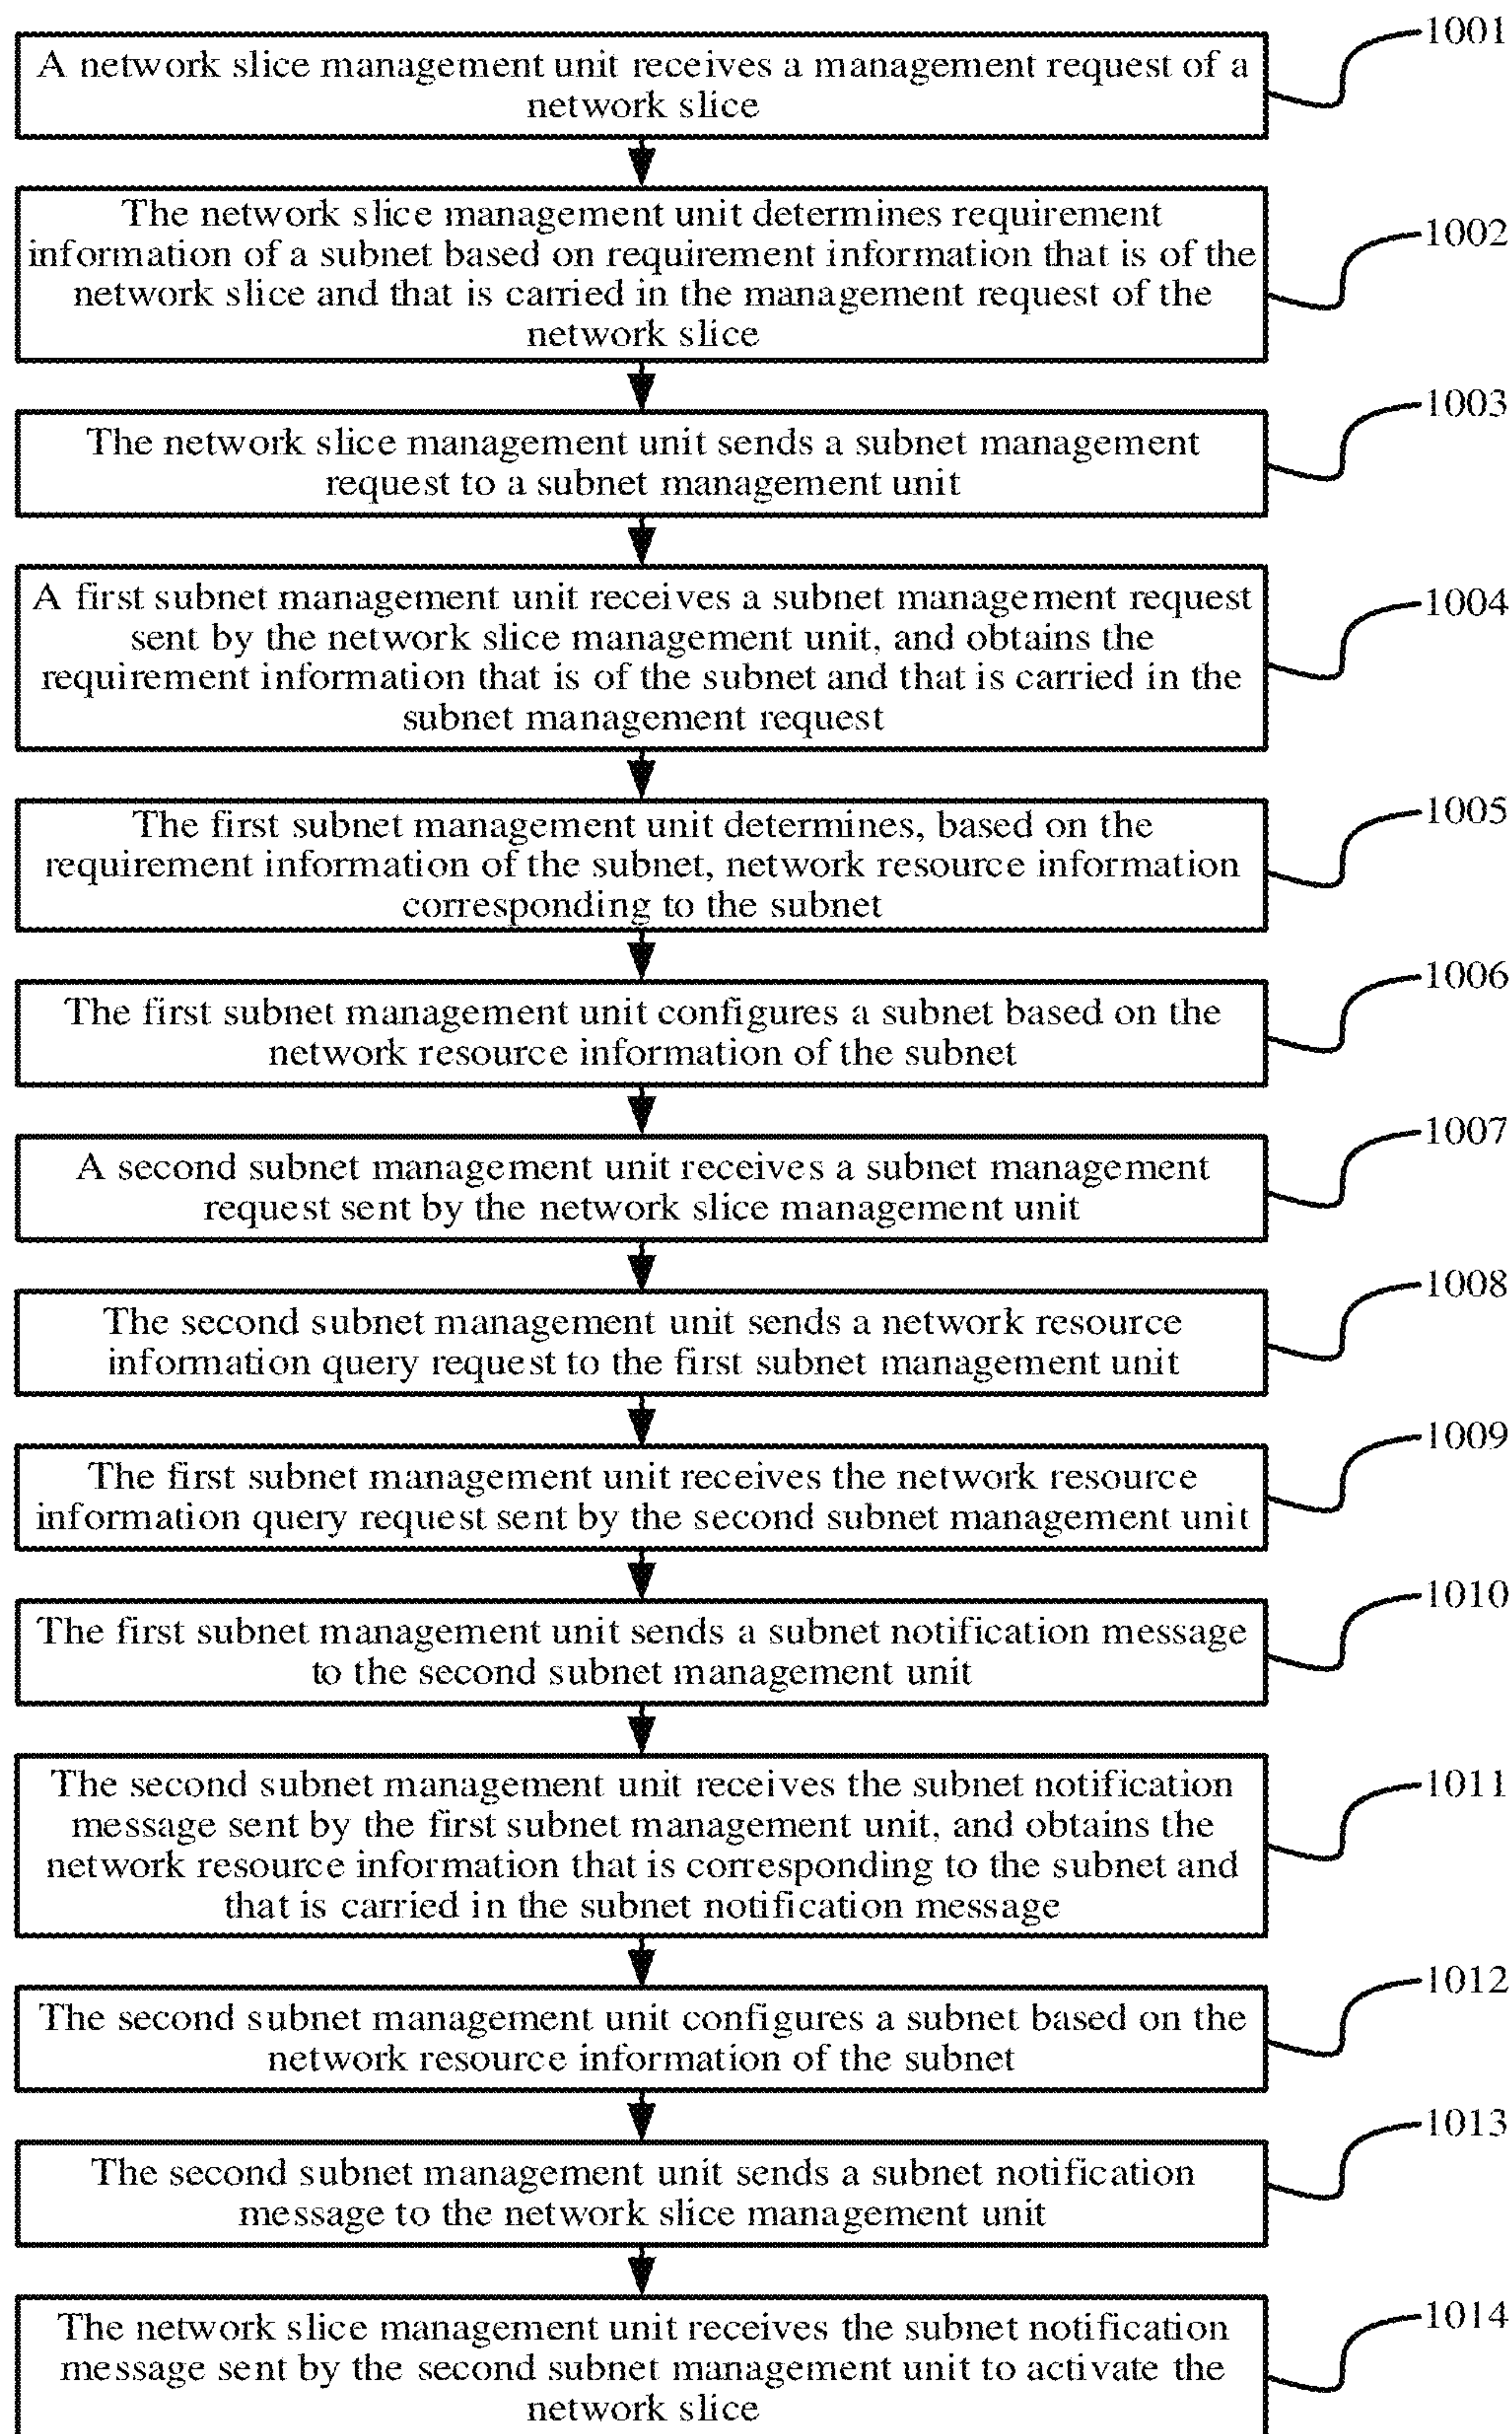 1001
A network slice management unit receives a management request of a
network slice
1002
The network slice management unit determines requirement
information of a subnet based on requirement information that is of the
network slice and that is carried in the management request of the
network slice
1003
The network slice management unit sends a subnet management
request to a subnet management unit
1004
A first subnet management unit receives a subnet management request
sent by the network slice management unit, and obtains the
requirement information that is of the subnet and that is carried in the
subnet management request
1005
The first subnet management unit determines, based on the
requirement information of the subnet, network resource information
corresponding to the subnet
1006
The first subnet management unit configures a subnet based on the
network resource information of the subnet
1007
A second subnet management unit receives a subnet management
request sent by the network slice management unit
1008
The second subnet management unit sends a network resource
information query request to the first subnet management unit
1009
The first subnet management unit receives the network resource
information query request sent by the second subnet management unit
1010
The first subnet management unit sends a subnet notification message
to the second subnet management unit
1011
The second subnet management unit receives the subnet notification
message sent by the first subnet management unit, and obtains the
network resource information that is corresponding to the subnet and
that is carried in the subnet notification message
1012
The second subnet management unit configures a subnet based on the
network resource information of the subnet
1013
The second subnet management unit sends a subnet notification
message to the network slice management unit
1014
The network slice management unit receives the subnet notification
message sent by the second subnet management unit to activate the
network slice